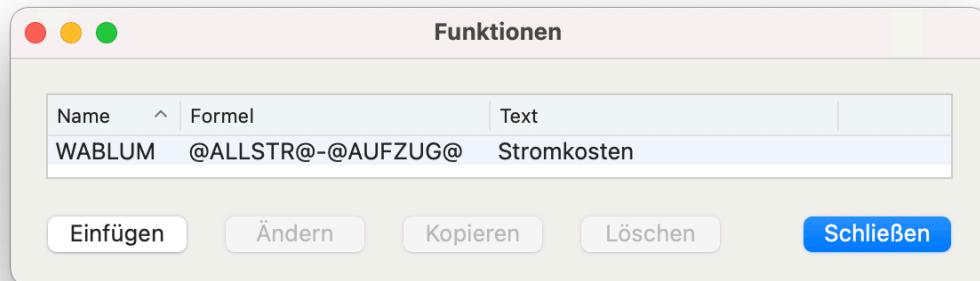 Funktionen
Name Formel Text
WABLUM @ALLSTR@-@AUFZUG@ Stromkosten
Einfügen Ändern Kopieren Löschen Schließen